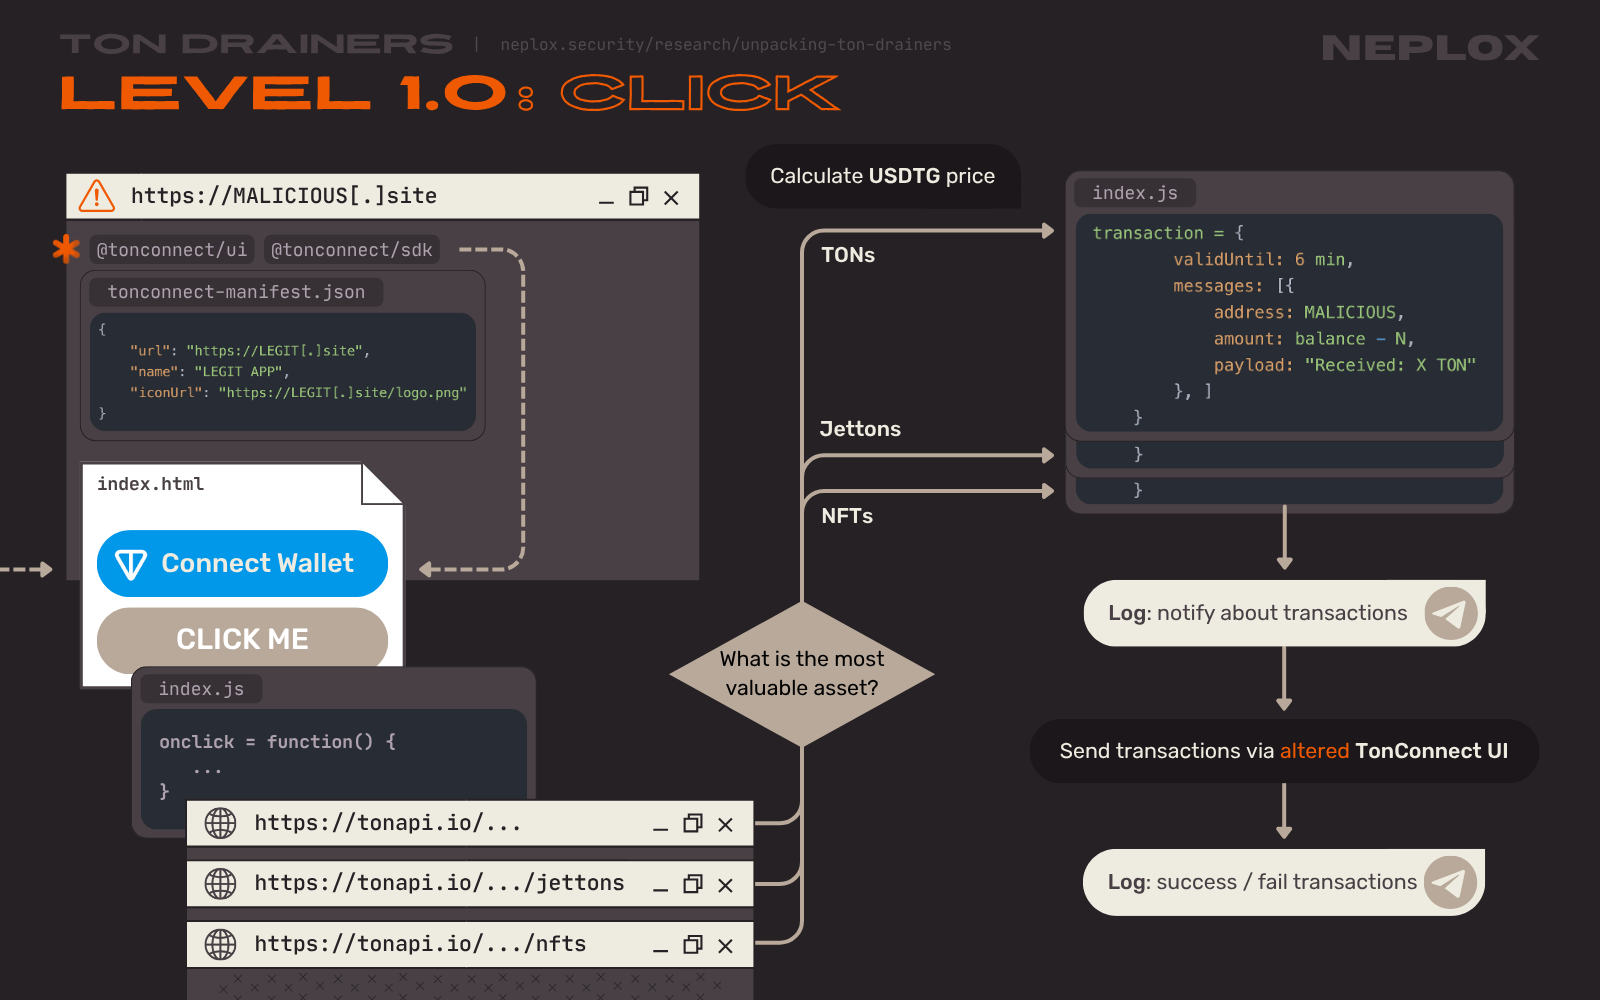 TON DRAINERS | neplox.security/research/unpacking-ton-drainers
NEPLOX
LEVEL 1.0: CLICK
https://MALICIOUS[.]site
@tonconnect/ui @tonconnect/sdk
tonconnect-manifest.json
{
"url": "https://LEGIT[.]site",
"name": "LEGIT APP",
"iconUrl": "https://LEGIT[.]site/logo.png"
}
index.html
Connect Wallet
CLICK ME
index.js
onclick = function() {
...
}
https://tonapi.io/...
https://tonapi.io/.../jettons
https://tonapi.io/.../nfts
What is the most
valuable asset?
Calculate USDTG price
TONs
Jettons
NFTs
index.js
transaction = {
validUntil: 6 min,
messages: [{
address: MALICIOUS,
amount: balance - N,
payload: "Received: X TON"
}, ]
}
}
}
Log: notify about transactions
Send transactions via altered TonConnect UI
Log: success / fail transactions